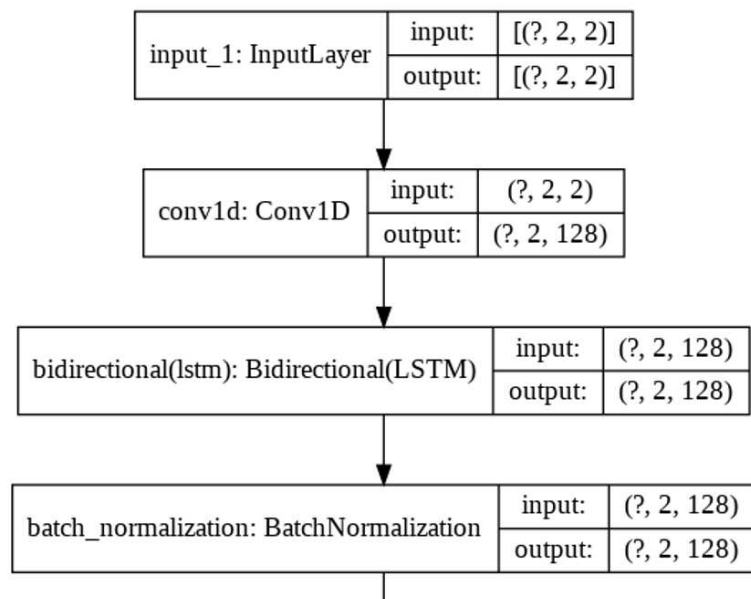 input_1: InputLayer
input: [(?, 2, 2)]
output: [(?, 2, 2)]
conv1d: Conv1D
input: (?, 2, 2)
output: (?, 2, 128)
bidirectional(lstm): Bidirectional(LSTM)
input: (?, 2, 128)
output: (?, 2, 128)
batch_normalization: BatchNormalization
input: (?, 2, 128)
output: (?, 2, 128)